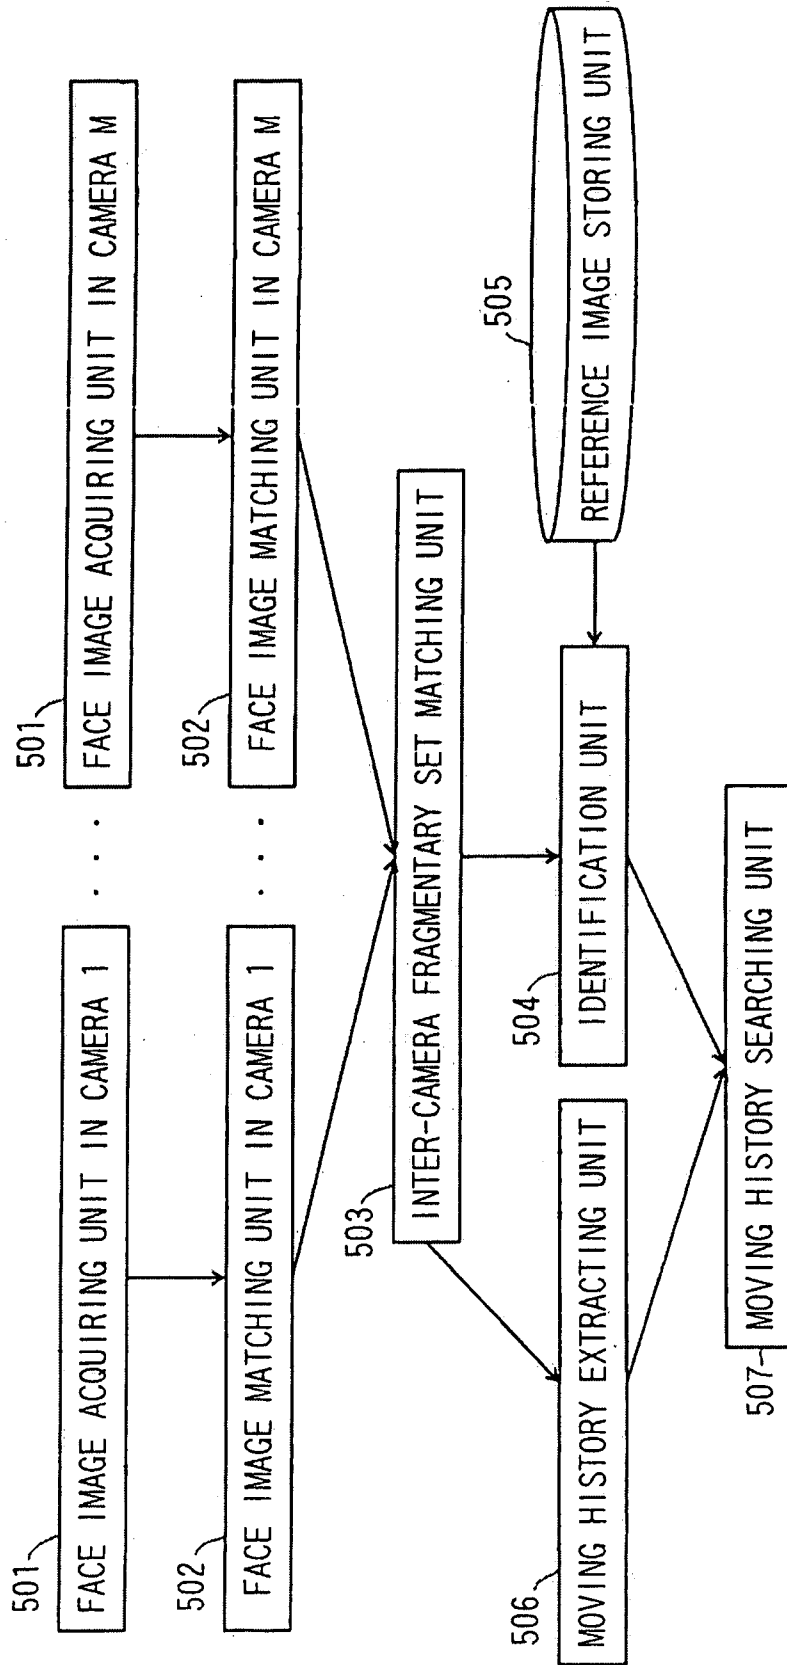 501
FACE IMAGE ACQUIRING UNIT IN CAMERA 1
. . .
501
FACE IMAGE ACQUIRING UNIT IN CAMERA M
502
FACE IMAGE MATCHING UNIT IN CAMERA 1
. . .
502
FACE IMAGE MATCHING UNIT IN CAMERA M
503
INTER-CAMERA FRAGMENTARY SET MATCHING UNIT
506
MOVING HISTORY EXTRACTING UNIT
504
IDENTIFICATION UNIT
505
REFERENCE IMAGE STORING UNIT
507
MOVING HISTORY SEARCHING UNIT